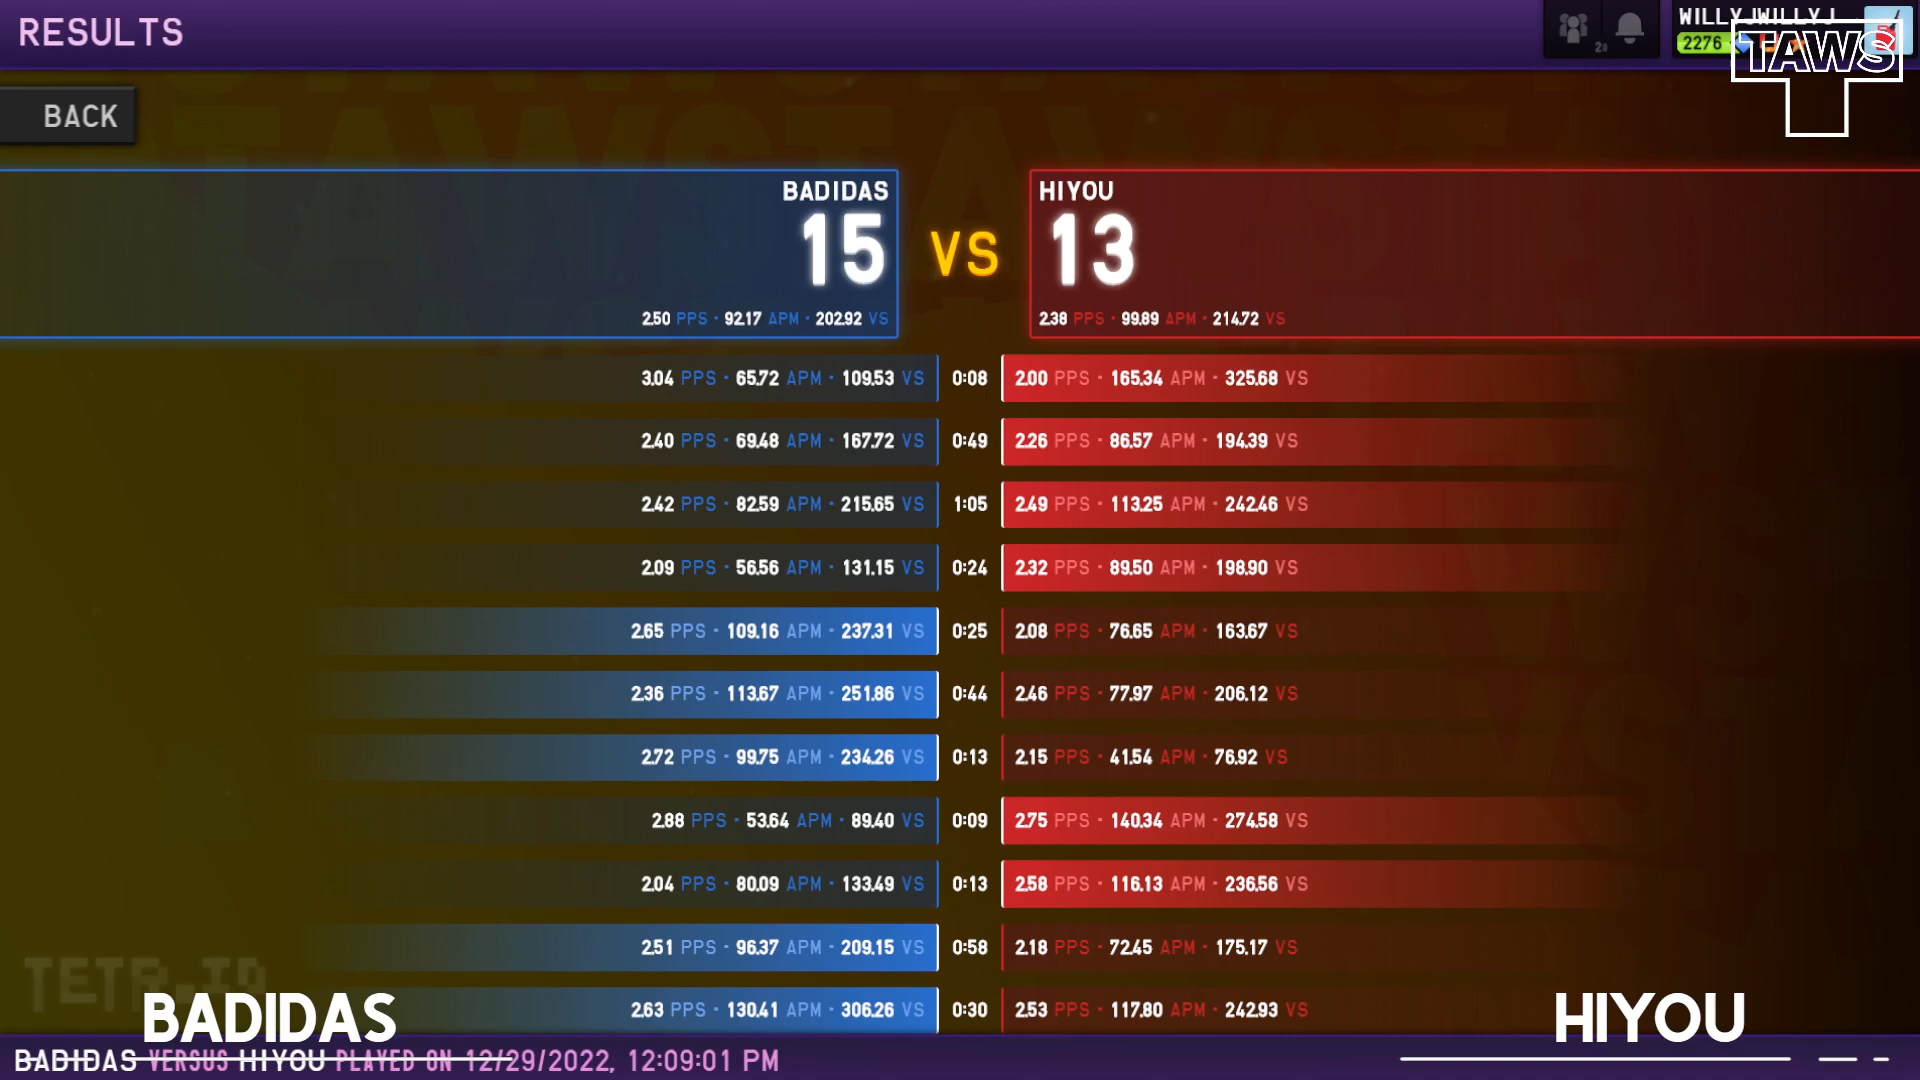 RESULTS
WILLYJWILLYJ
2276
TAWS
BACK
BADIDAS
15
VS
HIYOU
13
2.50 PPS · 92.17 APM · 202.92 VS
2.38 PPS · 99.89 APM · 214.72 VS
3.04 PPS · 65.72 APM · 109.53 VS 0:08 2.00 PPS · 165.34 APM · 325.68 VS
2.40 PPS · 69.48 APM · 167.72 VS 0:49 2.26 PPS · 86.57 APM · 194.39 VS
2.42 PPS · 82.59 APM · 215.65 VS 1:05 2.49 PPS · 113.25 APM · 242.46 VS
2.09 PPS · 56.56 APM · 131.15 VS 0:24 2.32 PPS · 89.50 APM · 198.90 VS
2.65 PPS · 109.16 APM · 237.31 VS 0:25 2.08 PPS · 76.65 APM · 163.67 VS
2.36 PPS · 113.67 APM · 251.86 VS 0:44 2.46 PPS · 77.97 APM · 206.12 VS
2.72 PPS · 99.75 APM · 234.26 VS 0:13 2.15 PPS · 41.54 APM · 76.92 VS
2.88 PPS · 53.64 APM · 89.40 VS 0:09 2.75 PPS · 140.34 APM · 274.58 VS
2.04 PPS · 80.09 APM · 133.49 VS 0:13 2.58 PPS · 116.13 APM · 236.56 VS
2.51 PPS · 96.37 APM · 209.15 VS 0:58 2.18 PPS · 72.45 APM · 175.17 VS
2.63 PPS · 130.41 APM · 306.26 VS 0:30 2.53 PPS · 117.80 APM · 242.93 VS
TETR.IO
BADIDAS
HIYOU
BADIDAS VERSUS HIYOU PLAYED ON 12/29/2022, 12:09:01 PM